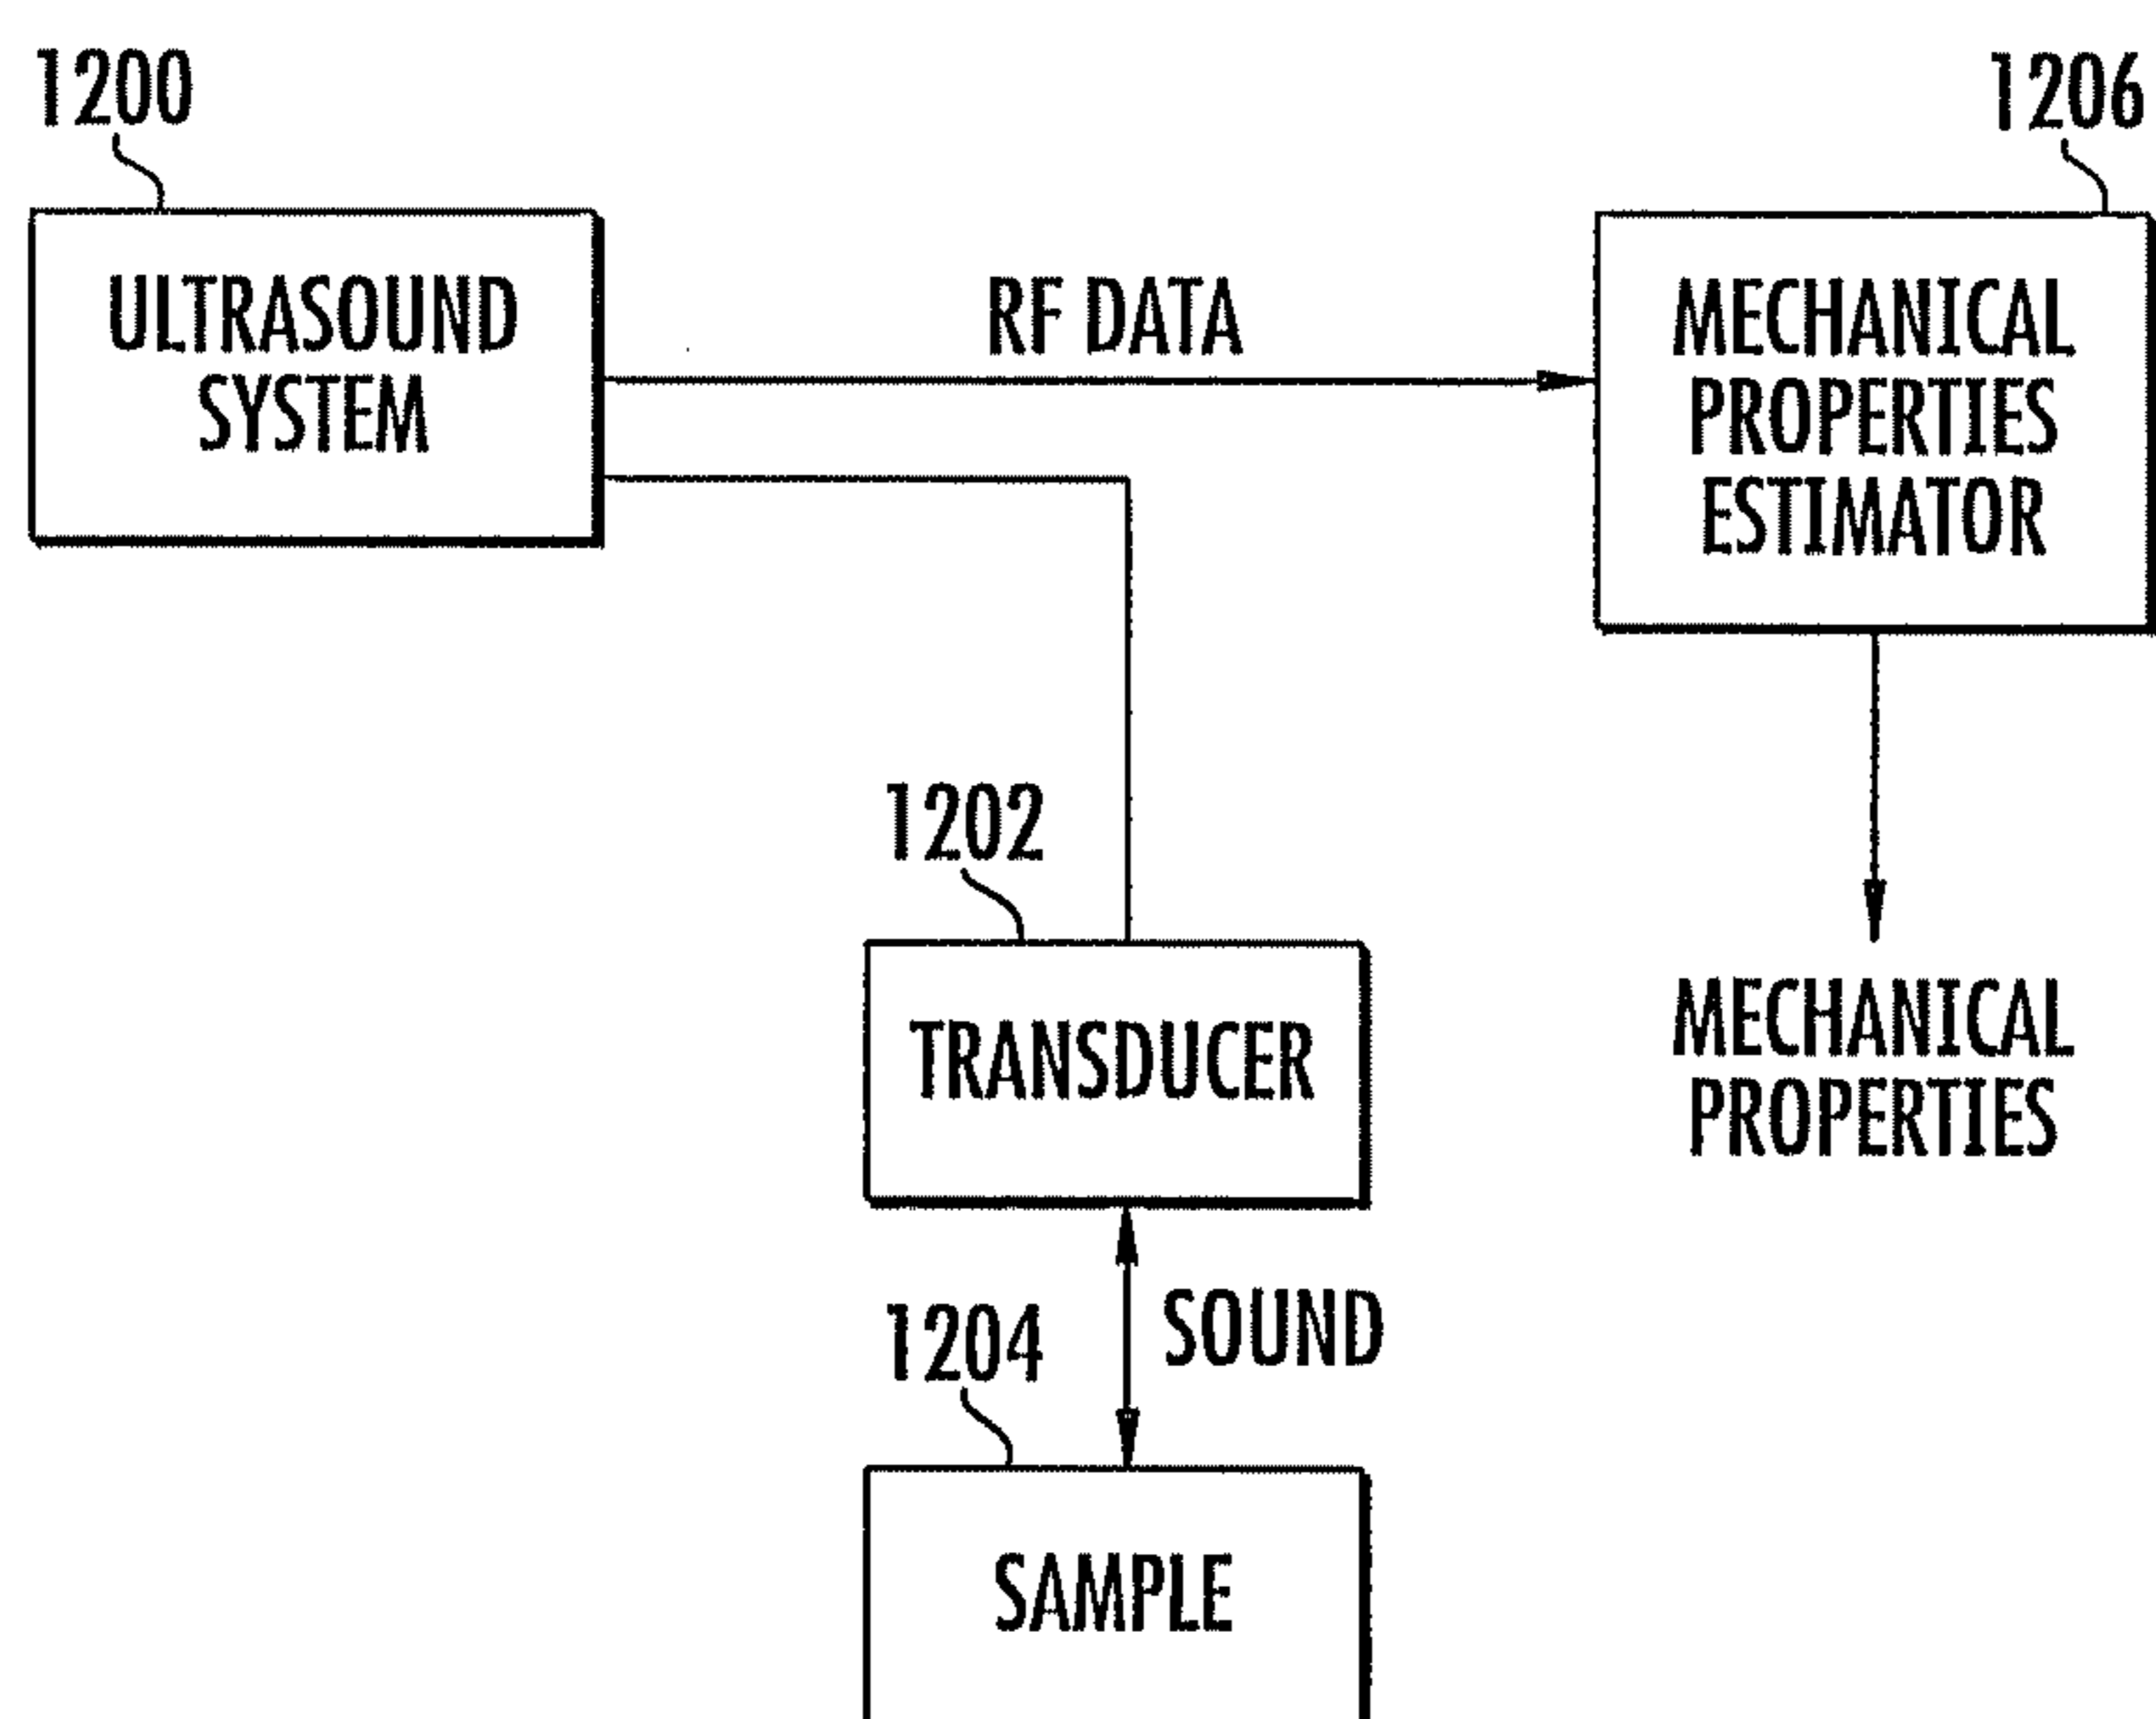 1200
1206
ULTRASOUND
SYSTEM
RF DATA
MECHANICAL
PROPERTIES
ESTIMATOR
1202
TRANSDUCER
MECHANICAL
PROPERTIES
1204
SOUND
SAMPLE